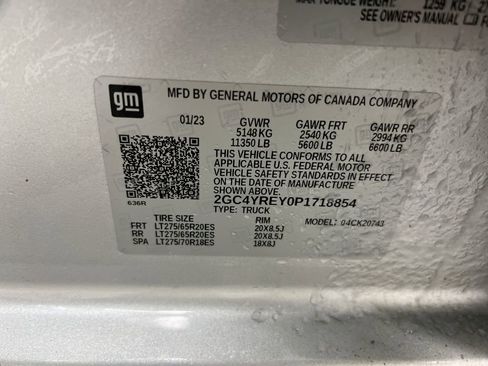 MAX TONGUE WEIGHT: 1259 KG
SEE OWNER'S MANUAL
gm
MFD BY GENERAL MOTORS OF CANADA COMPANY
01/23 GVWR GAWR FRT GAWR RR
5148 KG 2540 KG 2994 KG
11350 LB 5600 LB 6600 LB
THIS VEHICLE CONFORMS TO ALL
APPLICABLE U.S. FEDERAL MOTOR
VEHICLE SAFETY STANDARDS IN
EFFECT ON THE DATE OF MANUFACTURE
SHOWN ABOVE.
636R
2GC4YREY0P1718854
TYPE: TRUCK MODEL: 04CK20743
TIRE SIZE RIM
FRT LT275/65R20ES 20X8.5J
RR LT275/65R20ES 20X8.5J
SPA LT275/70R18ES 18X8J